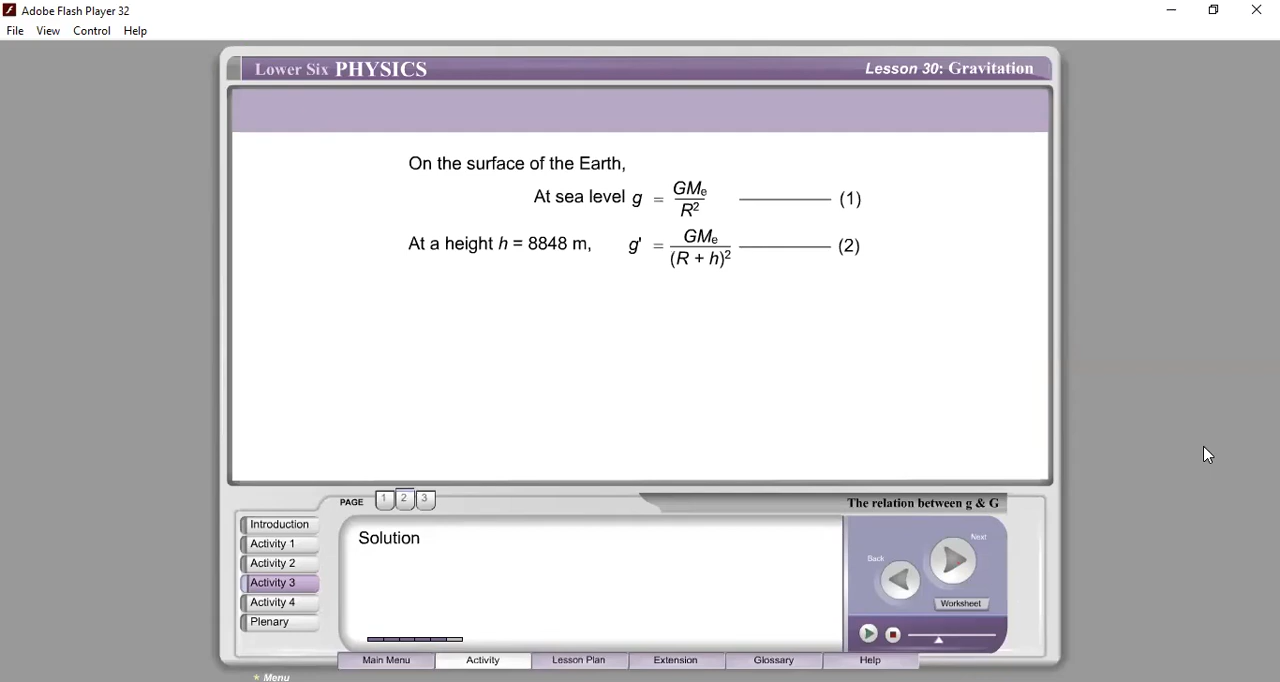 Adobe Flash Player 32
File View Control Help
Lower Six PHYSICS
Lesson 30: Gravitation
On the surface of the Earth,
At sea level g = GMe / R² (1)
At a height h = 8848 m, g' = GMe / (R + h)² (2)
PAGE 1 2 3
The relation between g & G
Introduction
Activity 1
Activity 2
Activity 3
Activity 4
Plenary
Solution
Next
Back
Worksheet
Main Menu Activity Lesson Plan Extension Glossary Help
Menu